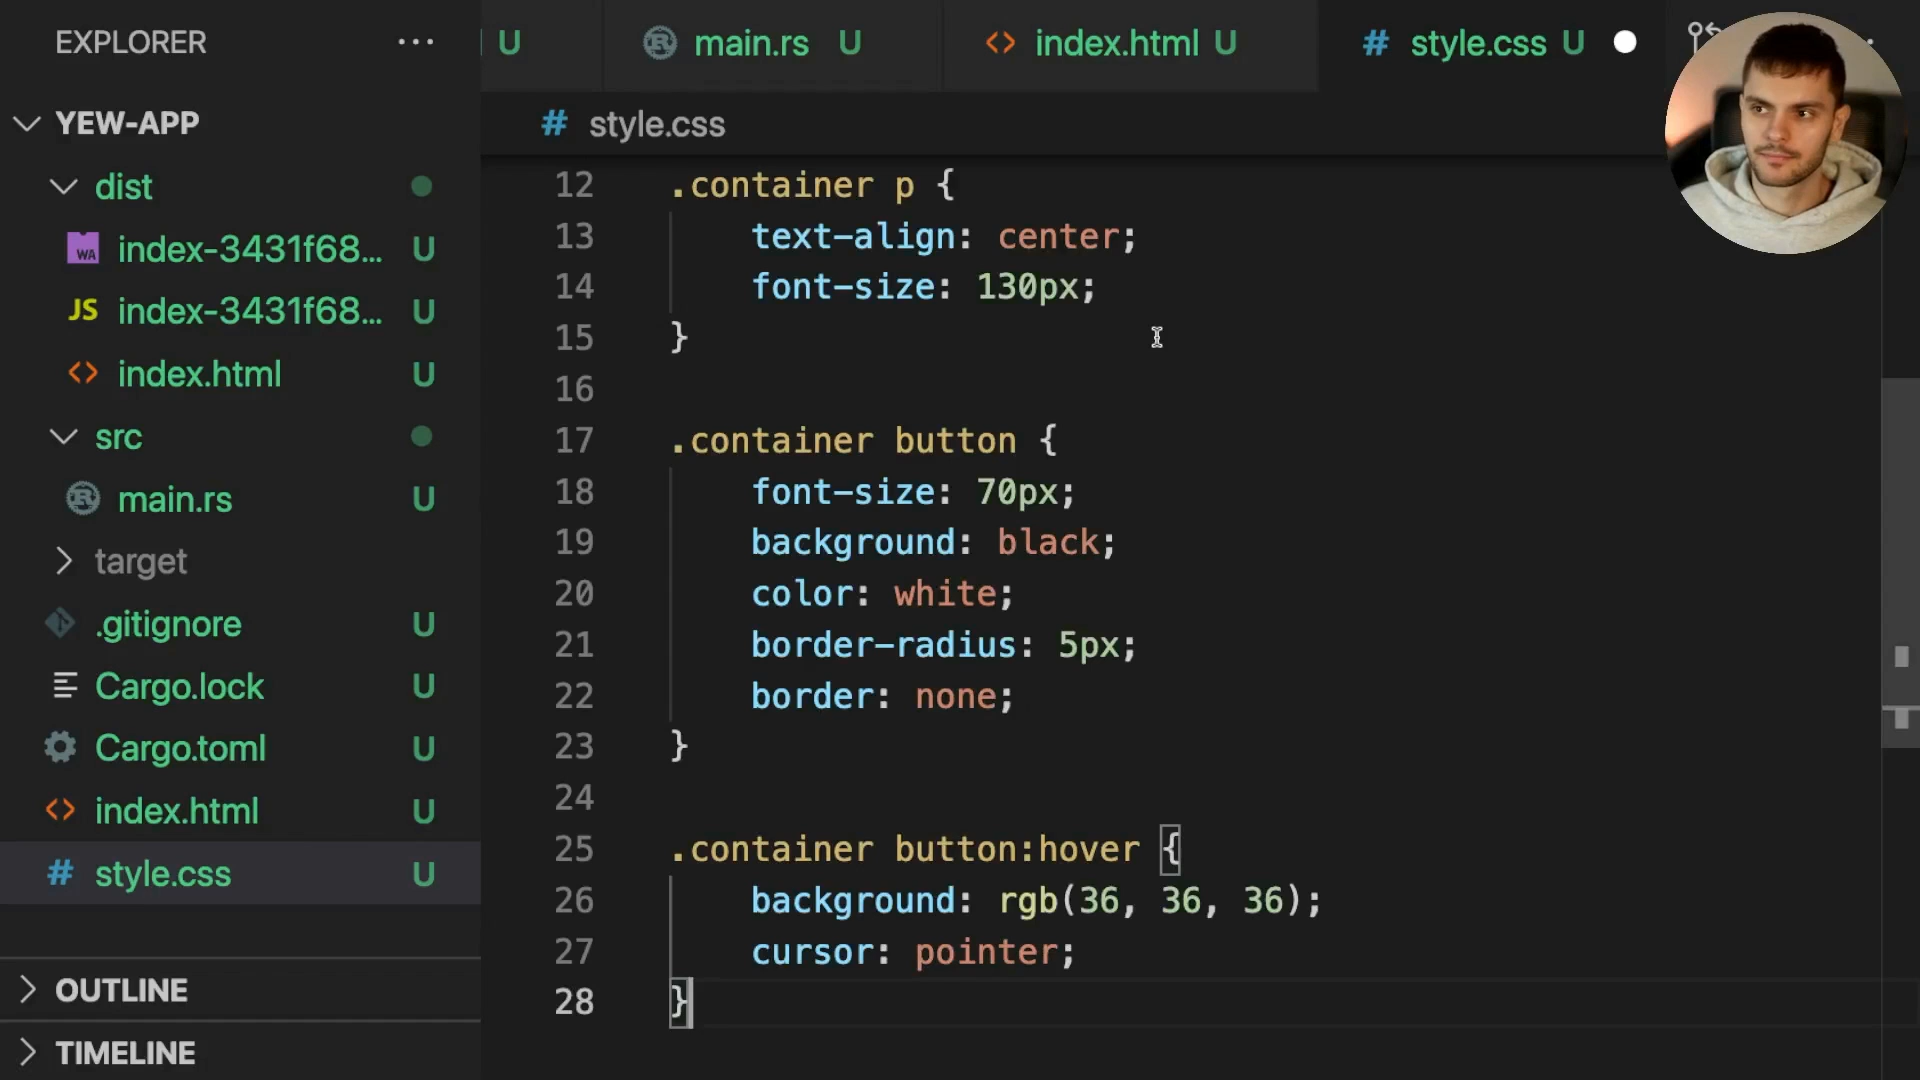 EXPLORER ...
U
main.rs U
index.html U
# style.css U
YEW-APP
dist
WA index-3431f68... U
JS index-3431f68... U
<> index.html U
src
main.rs U
target
.gitignore U
Cargo.lock U
Cargo.toml U
<> index.html U
# style.css U
OUTLINE
TIMELINE
# style.css
12 .container p {
13 text-align: center;
14 font-size: 130px;
15 }
16
17 .container button {
18 font-size: 70px;
19 background: black;
20 color: white;
21 border-radius: 5px;
22 border: none;
23 }
24
25 .container button:hover {
26 background: rgb(36, 36, 36);
27 cursor: pointer;
28 }